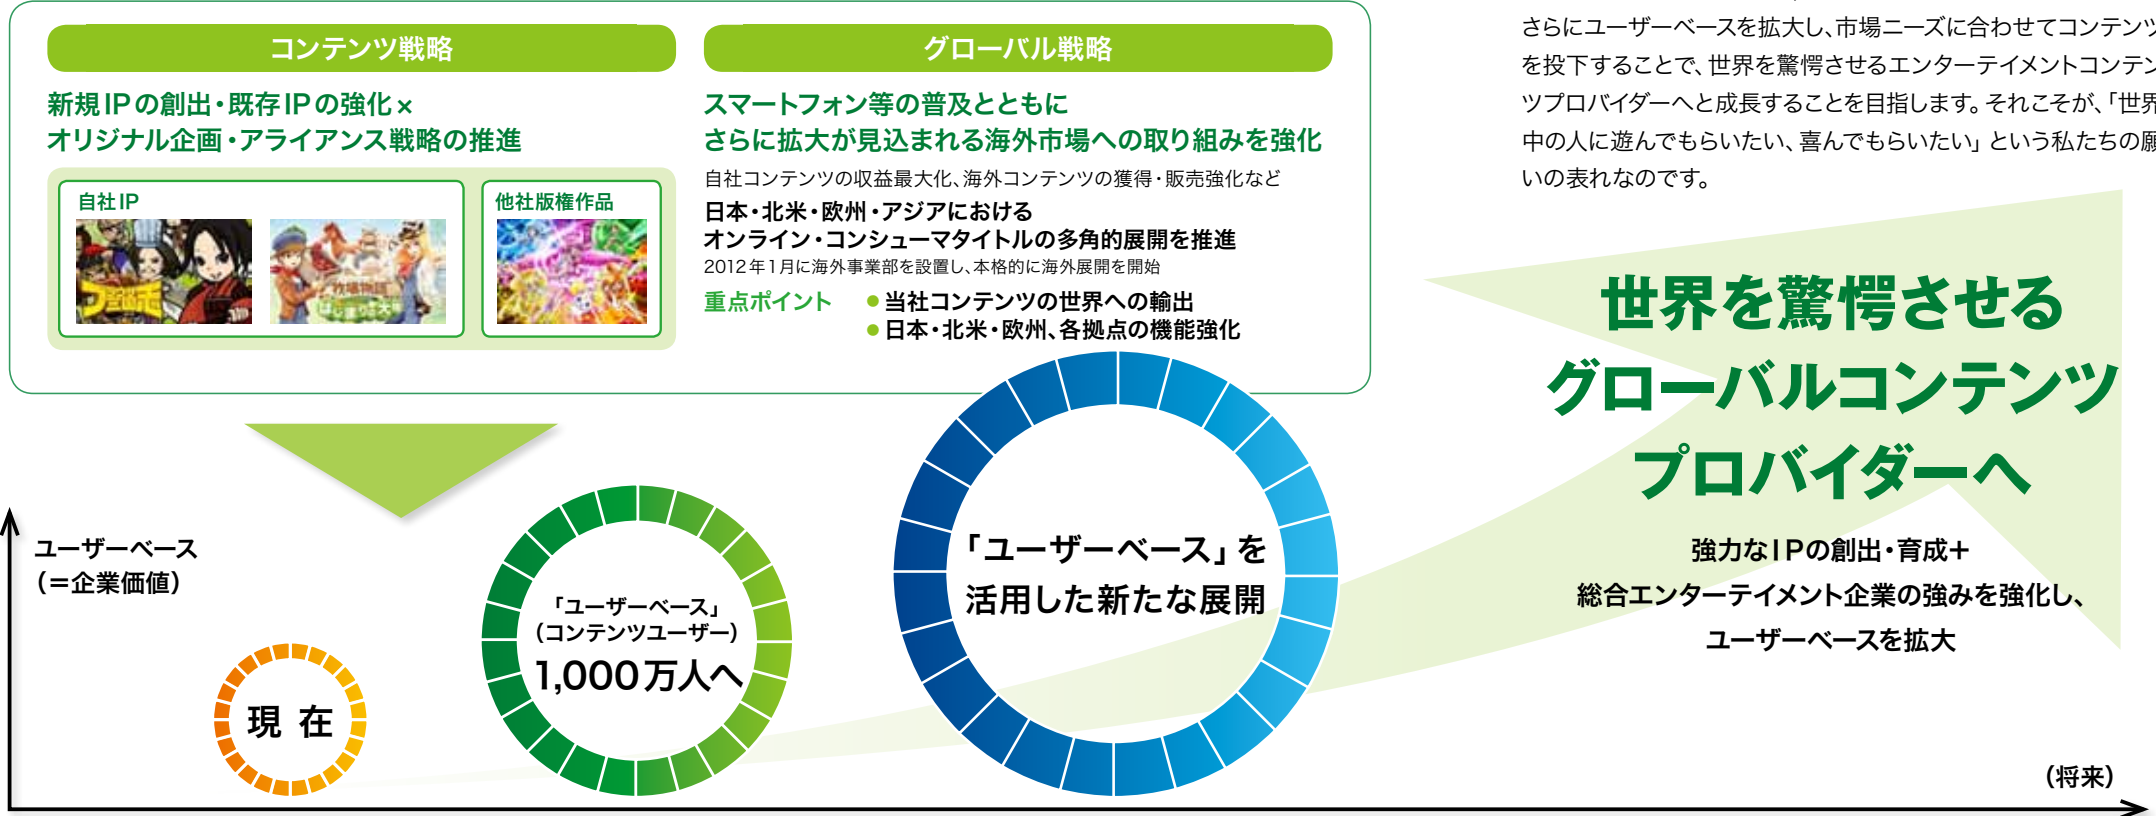 コンテンツ戦略
新規IPの創出・既存IPの強化×
オリジナル企画・アライアンス戦略の推進
自社IP
牧場物語
はじまりの大地
他社版権作品
グローバル戦略
スマートフォン等の普及とともに
さらに拡大が見込まれる海外市場への取り組みを強化
自社コンテンツの収益最大化、海外コンテンツの獲得・販売強化など
日本・北米・欧州・アジアにおける
オンライン・コンシューマタイトルの多角的展開を推進
2012年1月に海外事業部を設置し、本格的に海外展開を開始
重点ポイント
●当社コンテンツの世界への輸出
●日本・北米・欧州、各拠点の機能強化
さらにユーザーベースを拡大し、市場ニーズに合わせてコンテンツ
を投下することで、世界を驚愕させるエンターテイメントコンテン
ツプロバイダーへと成長することを目指します。それこそが、「世界
中の人に遊んでもらいたい、喜んでもらいたい」という私たちの願
いの表れなのです。
世界を驚愕させる
グローバルコンテンツ
プロバイダーへ
強力なIPの創出・育成＋
総合エンターテイメント企業の強みを強化し、
ユーザーベースを拡大
ユーザーベース
（＝企業価値）
現在
「ユーザーベース」
（コンテンツユーザー）
1,000万人へ
「ユーザーベース」を
活用した新たな展開
（将来）